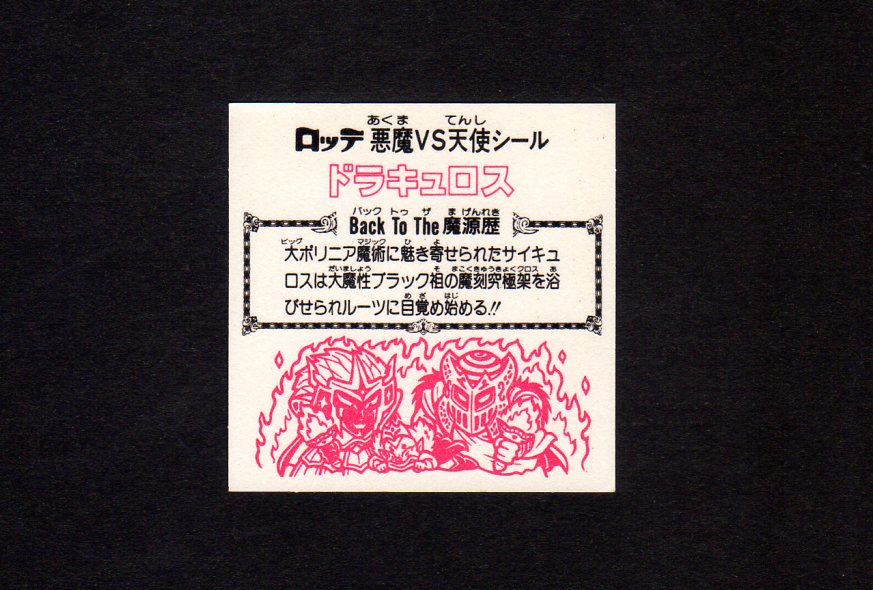 ロッテ 悪魔VS天使シール
ドラキュロス
Back To The 魔源歴
大ポリニア魔術に魅き寄せられたサイキュ
ロスは大魔性ブラック祖の魔刻究極架を浴
びせられルーツに目覚め始める!!